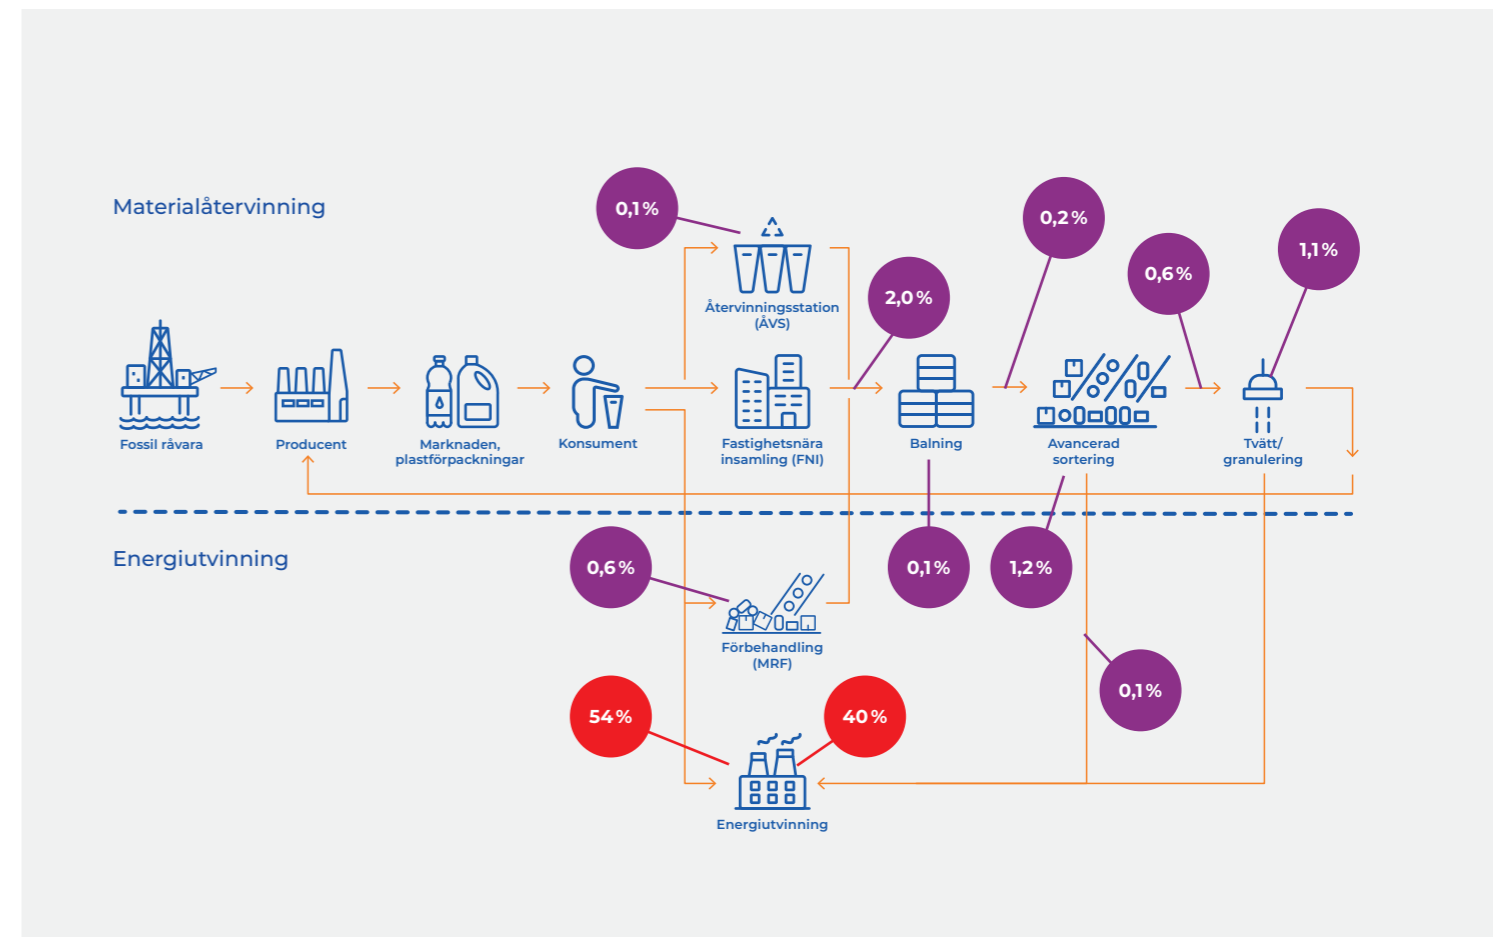 Materialåtervinning
0,1 %
0,2 %
0,6 %
1,1 %
2,0 %
Återvinningsstation
(ÅVS)
Fossil råvara
Producent
Marknaden,
plastförpackningar
Konsument
Fastighetsnära
insamling (FNI)
Balning
Avancerad
sortering
Tvätt/
granulering
Energiutvinning
0,6 %
0,1 %
1,2 %
Förbehandling
(MRF)
0,1 %
54 %
40 %
Energiutvinning